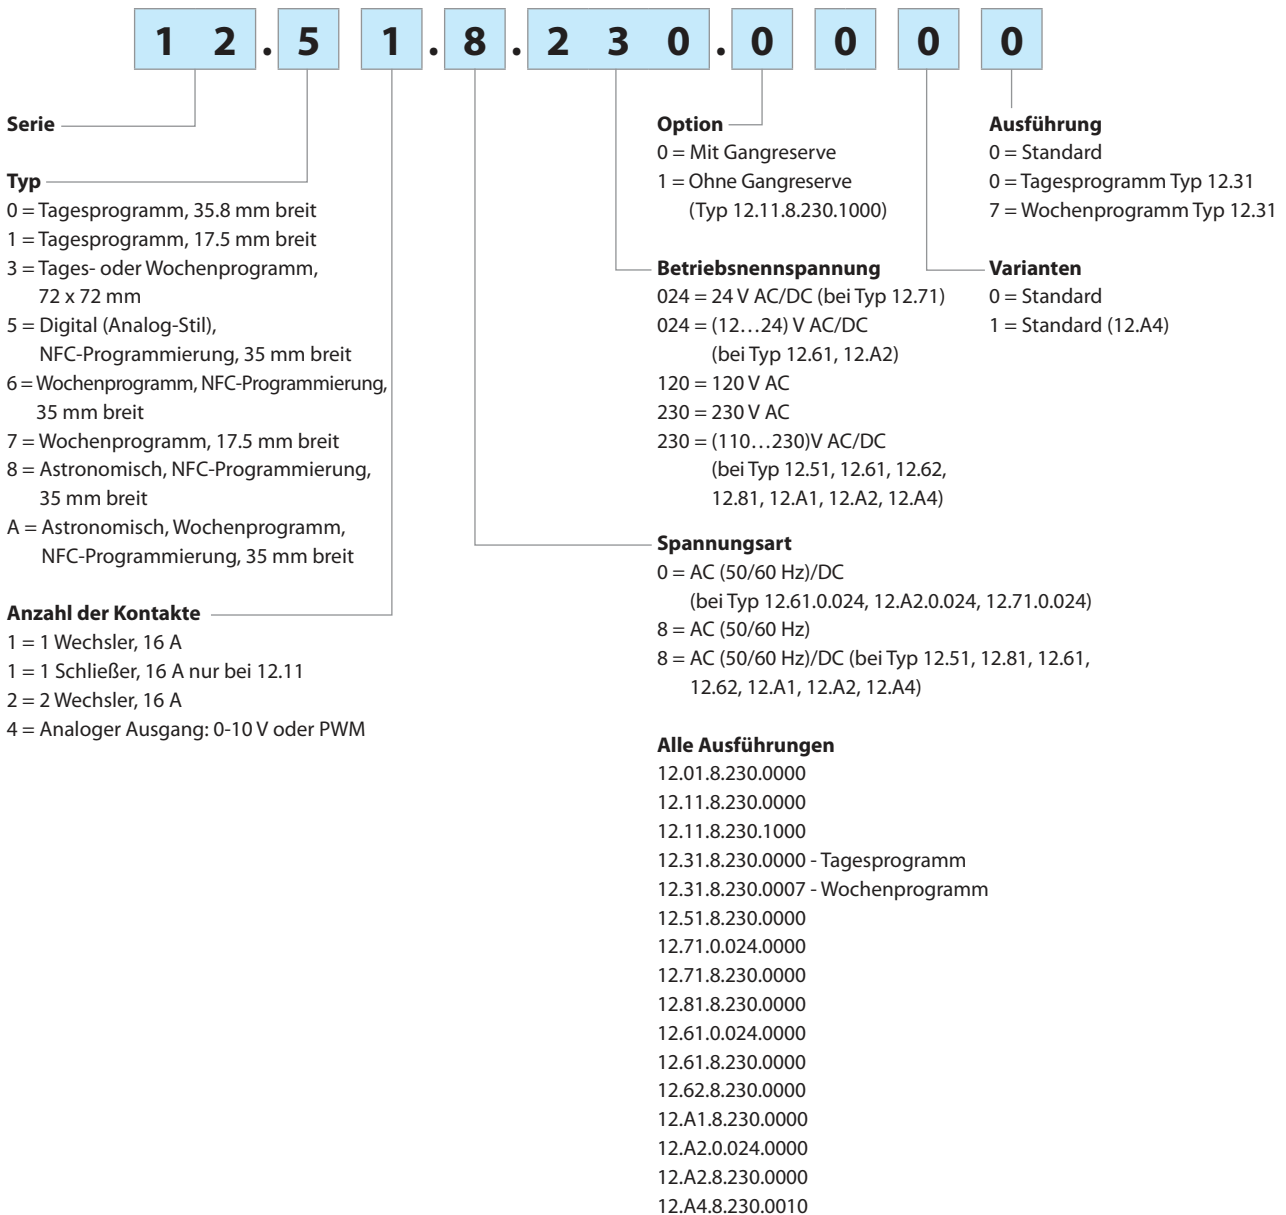 1 2 . 5 1 . 8 . 2 3 0 . 0 0 0 0
Serie
Typ
0 = Tagesprogramm, 35.8 mm breit
1 = Tagesprogramm, 17.5 mm breit
3 = Tages- oder Wochenprogramm,
72 x 72 mm
5 = Digital (Analog-Stil),
NFC-Programmierung, 35 mm breit
6 = Wochenprogramm, NFC-Programmierung,
35 mm breit
7 = Wochenprogramm, 17.5 mm breit
8 = Astronomisch, NFC-Programmierung,
35 mm breit
A = Astronomisch, Wochenprogramm,
NFC-Programmierung, 35 mm breit
Anzahl der Kontakte
1 = 1 Wechsler, 16 A
1 = 1 Schließer, 16 A nur bei 12.11
2 = 2 Wechsler, 16 A
4 = Analoger Ausgang: 0-10 V oder PWM
Option
0 = Mit Gangreserve
1 = Ohne Gangreserve
(Typ 12.11.8.230.1000)
Betriebsnennspannung
024 = 24 V AC/DC (bei Typ 12.71)
024 = (12…24) V AC/DC
(bei Typ 12.61, 12.A2)
120 = 120 V AC
230 = 230 V AC
230 = (110…230)V AC/DC
(bei Typ 12.51, 12.61, 12.62,
12.81, 12.A1, 12.A2, 12.A4)
Spannungsart
0 = AC (50/60 Hz)/DC
(bei Typ 12.61.0.024, 12.A2.0.024, 12.71.0.024)
8 = AC (50/60 Hz)
8 = AC (50/60 Hz)/DC (bei Typ 12.51, 12.81, 12.61,
12.62, 12.A1, 12.A2, 12.A4)
Alle Ausführungen
12.01.8.230.0000
12.11.8.230.0000
12.11.8.230.1000
12.31.8.230.0000 - Tagesprogramm
12.31.8.230.0007 - Wochenprogramm
12.51.8.230.0000
12.71.0.024.0000
12.71.8.230.0000
12.81.8.230.0000
12.61.0.024.0000
12.61.8.230.0000
12.62.8.230.0000
12.A1.8.230.0000
12.A2.0.024.0000
12.A2.8.230.0000
12.A4.8.230.0010
Ausführung
0 = Standard
0 = Tagesprogramm Typ 12.31
7 = Wochenprogramm Typ 12.31
Varianten
0 = Standard
1 = Standard (12.A4)